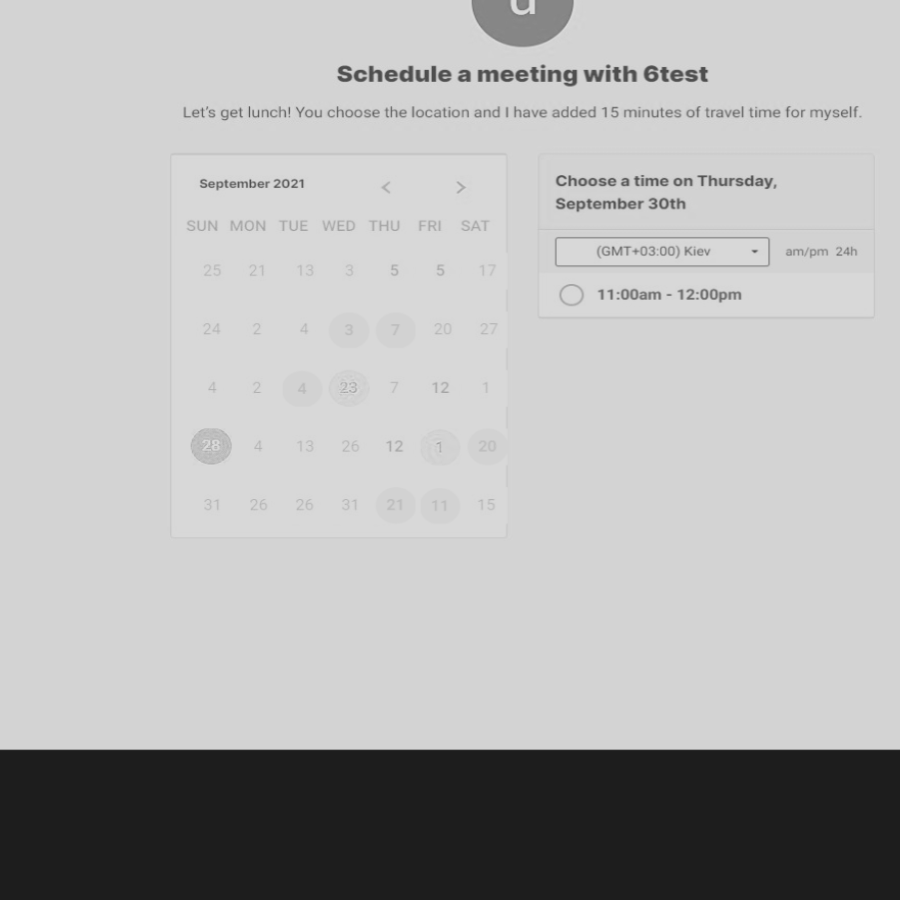 u
Schedule a meeting with 6test
Let's get lunch! You choose the location and I have added 15 minutes of travel time for myself.
September 2021 < >
SUN MON TUE WED THU FRI SAT
25 21 13 3 5 5 17
24 2 4 3 7 20 27
4 2 4 23 7 12 1
28 4 13 26 12 1 20
31 26 26 31 21 11 15
Choose a time on Thursday,
September 30th
(GMT+03:00) Kiev am/pm 24h
11:00am - 12:00pm